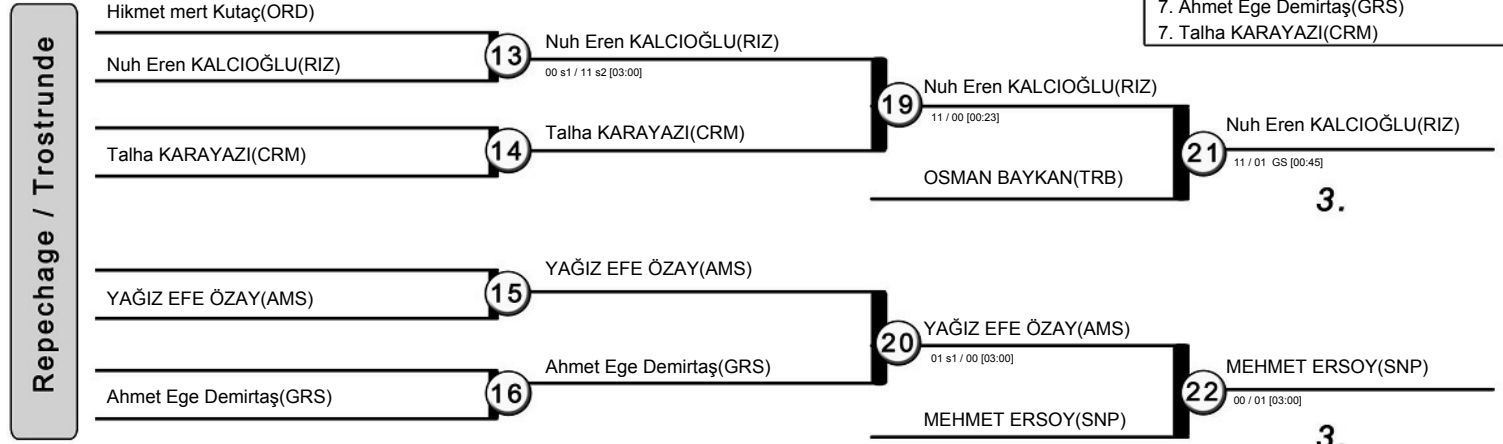 Repechage / Trostrunde
Hikmet mert Kutaç(ORD)
Nuh Eren KALCIOĞLU(RIZ)
13
Nuh Eren KALCIOĞLU(RIZ)
00 s1 / 11 s2 [03:00]
Talha KARAYAZI(CRM)
14
Talha KARAYAZI(CRM)
19
Nuh Eren KALCIOĞLU(RIZ)
11 / 00 [00:23]
OSMAN BAYKAN(TRB)
21
Nuh Eren KALCIOĞLU(RIZ)
11 / 01 GS [00:45]
3.
7. Ahmet Ege Demirtaş(GRS)
7. Talha KARAYAZI(CRM)
YAĞIZ EFE ÖZAY(AMS)
15
YAĞIZ EFE ÖZAY(AMS)
Ahmet Ege Demirtaş(GRS)
16
Ahmet Ege Demirtaş(GRS)
20
YAĞIZ EFE ÖZAY(AMS)
01 s1 / 00 [03:00]
MEHMET ERSOY(SNP)
22
MEHMET ERSOY(SNP)
00 / 01 [03:00]
3.